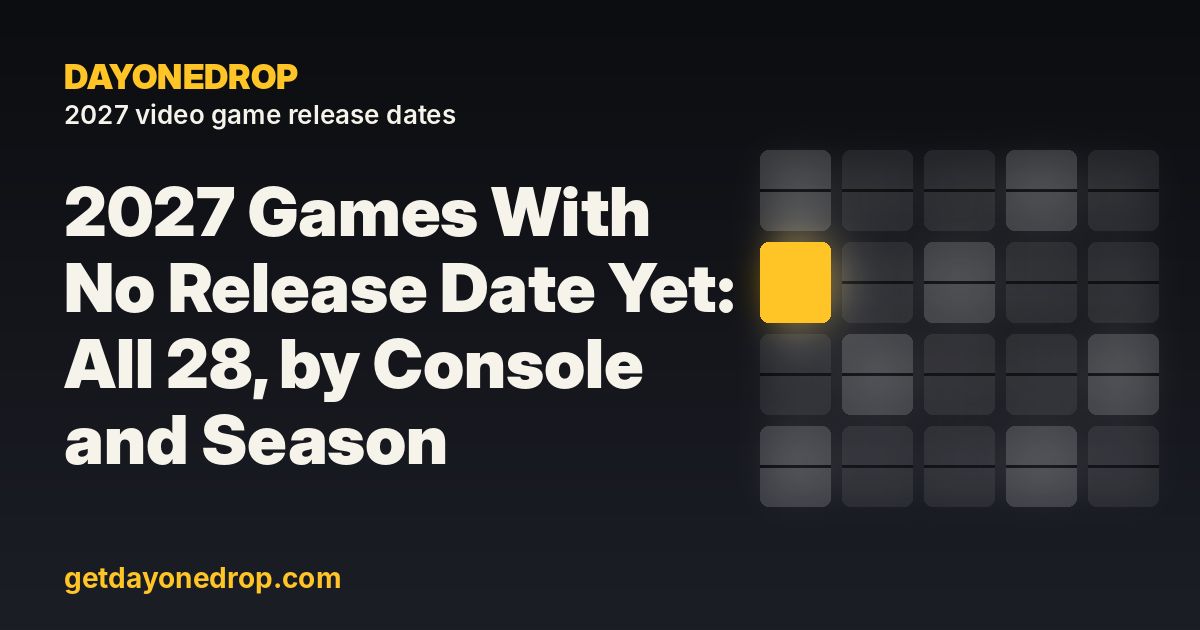 DAYONEDROP
2027 video game release dates
2027 Games With
No Release Date Yet:
All 28, by Console
and Season
getdayonedrop.com